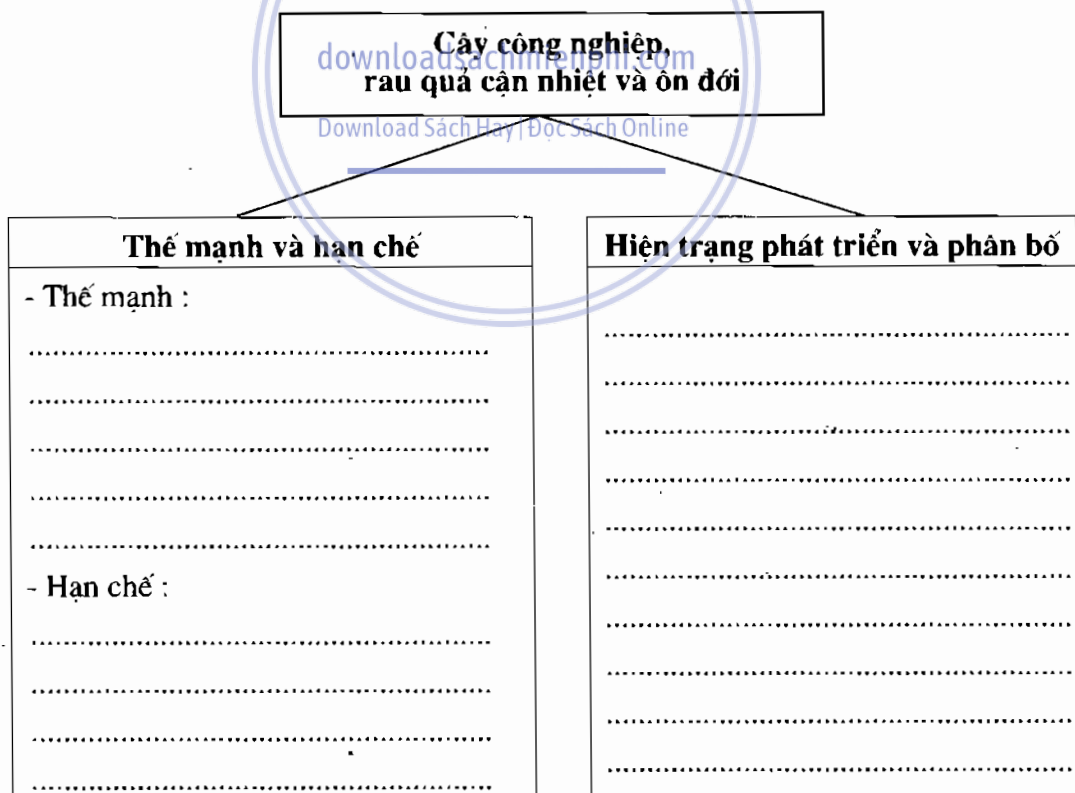 Cây công nghiệp,
downloadsachmienphi.com
rau quả cận nhiệt và ôn đới
Download Sách Hay | Đọc Sách Online
Thế mạnh và hạn chế
- Thế mạnh :
- Hạn chế :
Hiện trạng phát triển và phân bố